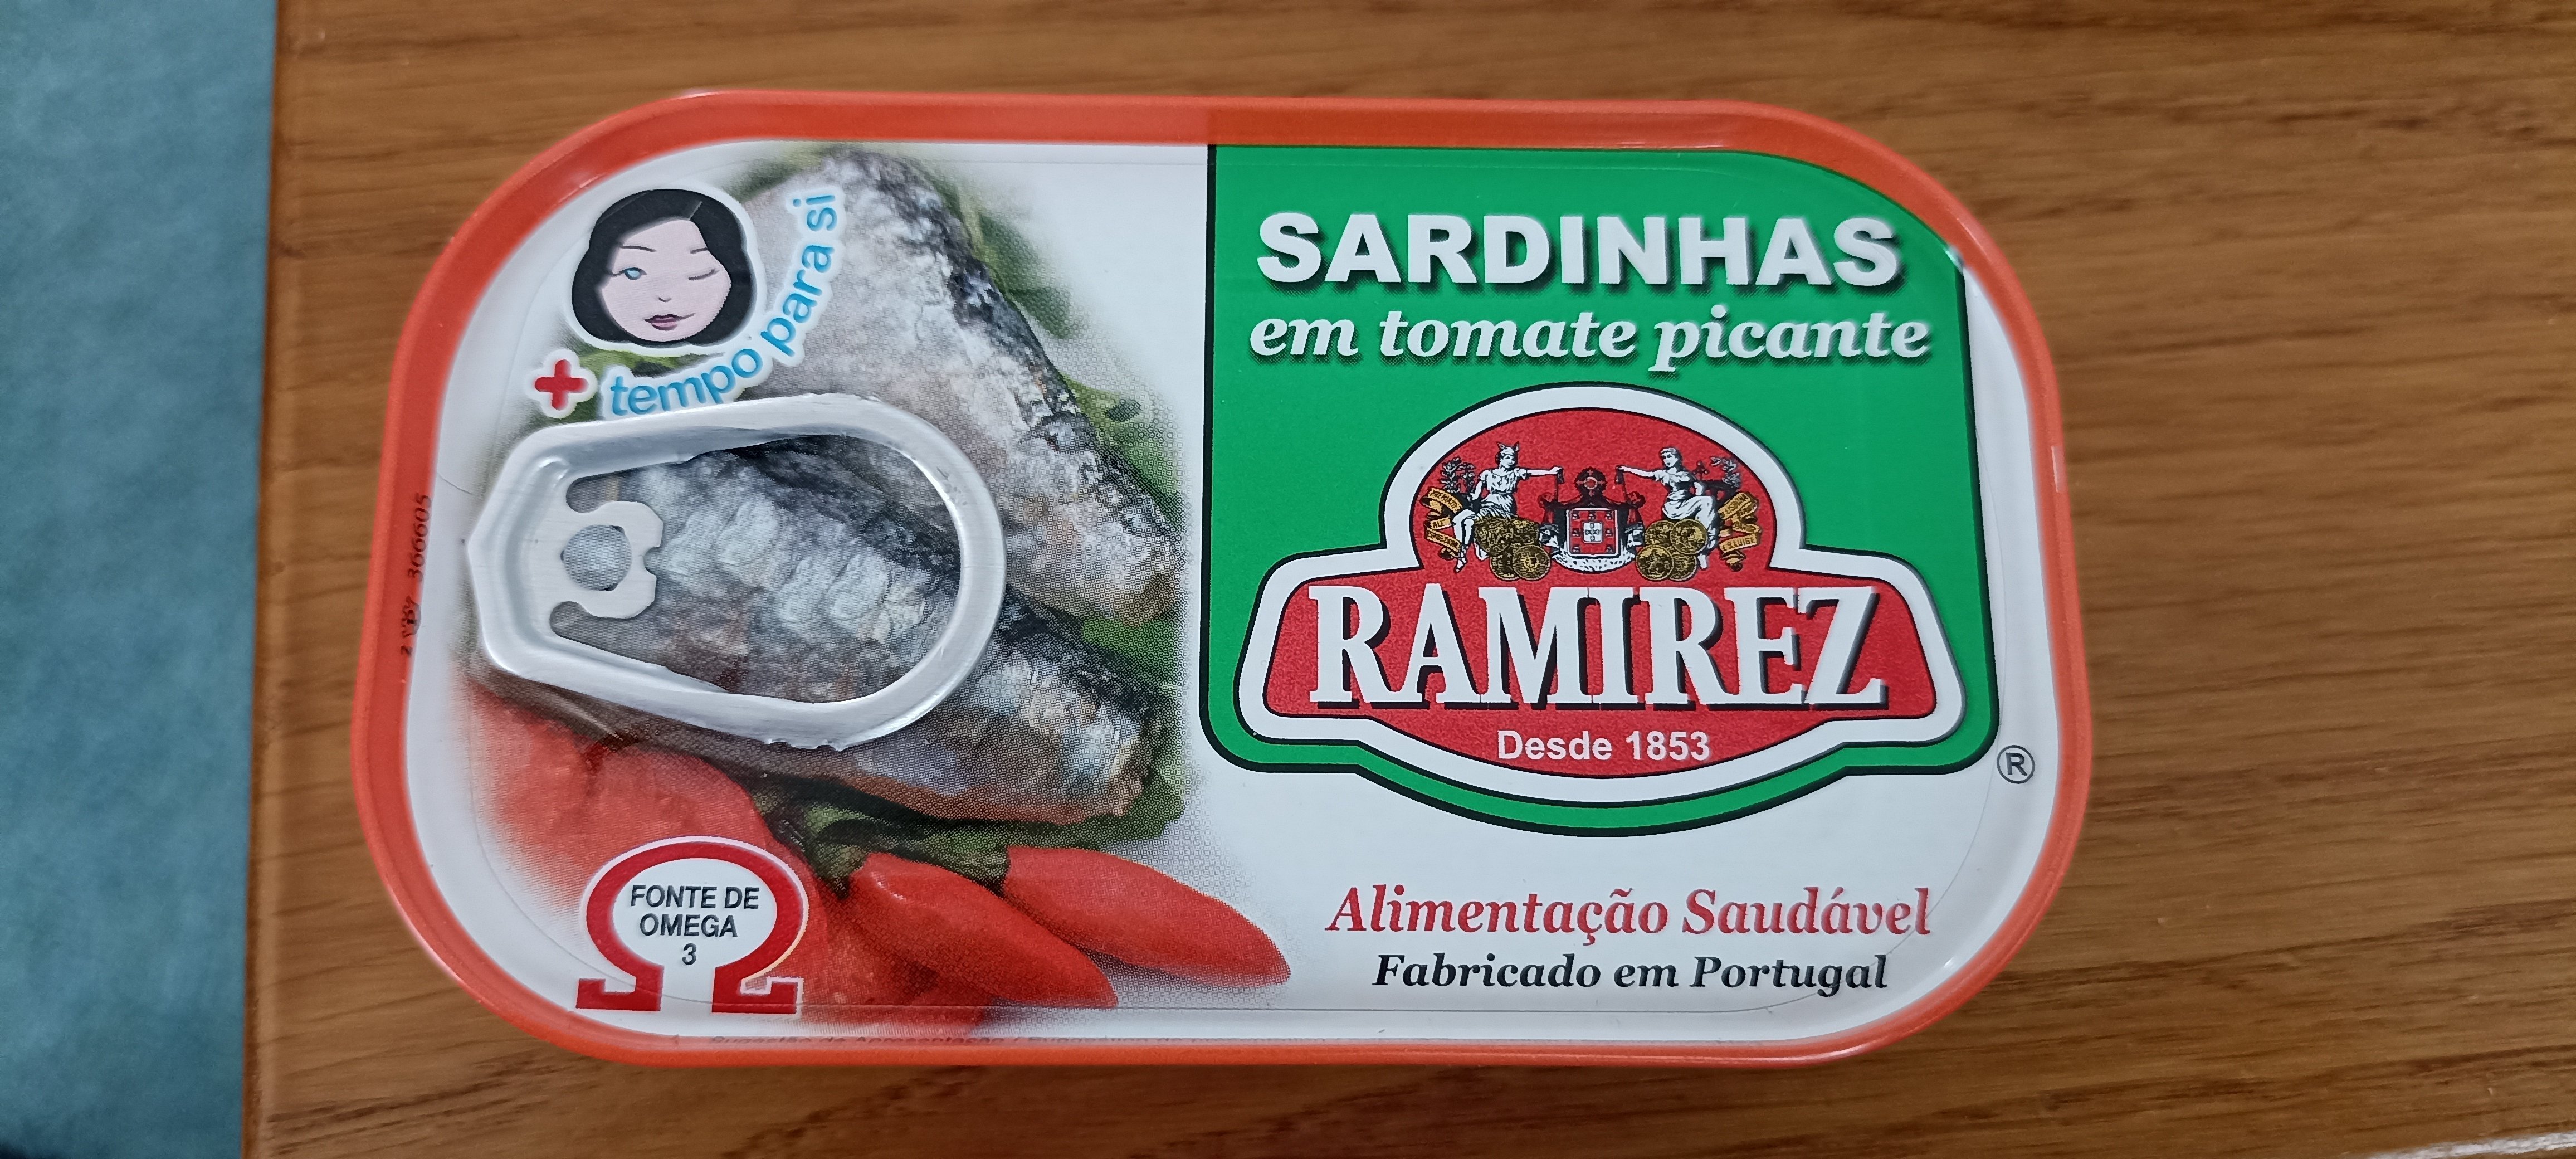 + tempo para si
SARDINHAS
em tomate picante
RAMIREZ
Desde 1853
®
FONTE DE
OMEGA
3
Alimentação Saudável
Fabricado em Portugal
366605